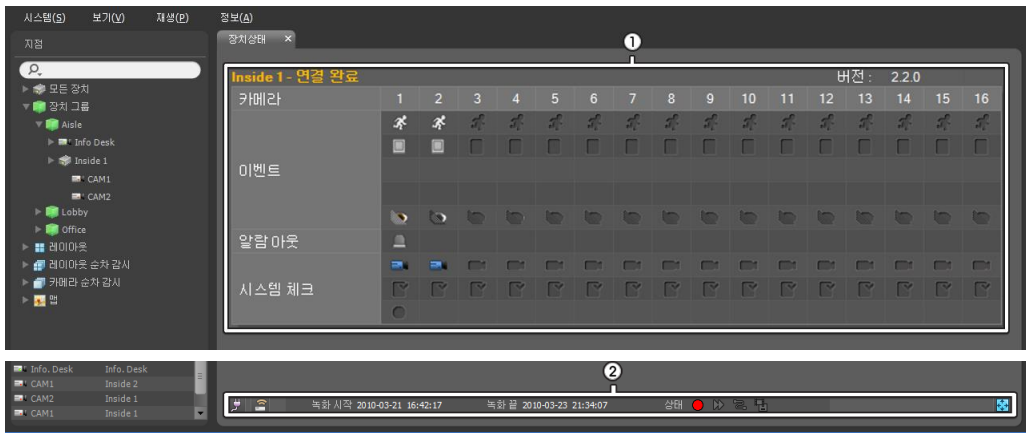 시스템(S) 보기(V) 재생(P) 정보(A)
지점
장치상태 ×
1
모든 장치
장치 그룹
Aisle
Info Desk
Inside 1
CAM1
CAM2
Lobby
Office
레이아웃
레이아웃 순차 감시
카메라 순차 감시
맵
Inside 1 - 연결 완료 버전 : 2.2.0
카메라 1 2 3 4 5 6 7 8 9 10 11 12 13 14 15 16
이벤트
알람 아웃
시스템 체크
2
Info. Desk Info. Desk
CAM1 Inside 2
CAM2 Inside 1
CAM1 Inside 1
녹화 시작 2010-03-21 16:42:17 녹화 끝 2010-03-23 21:34:07 상태